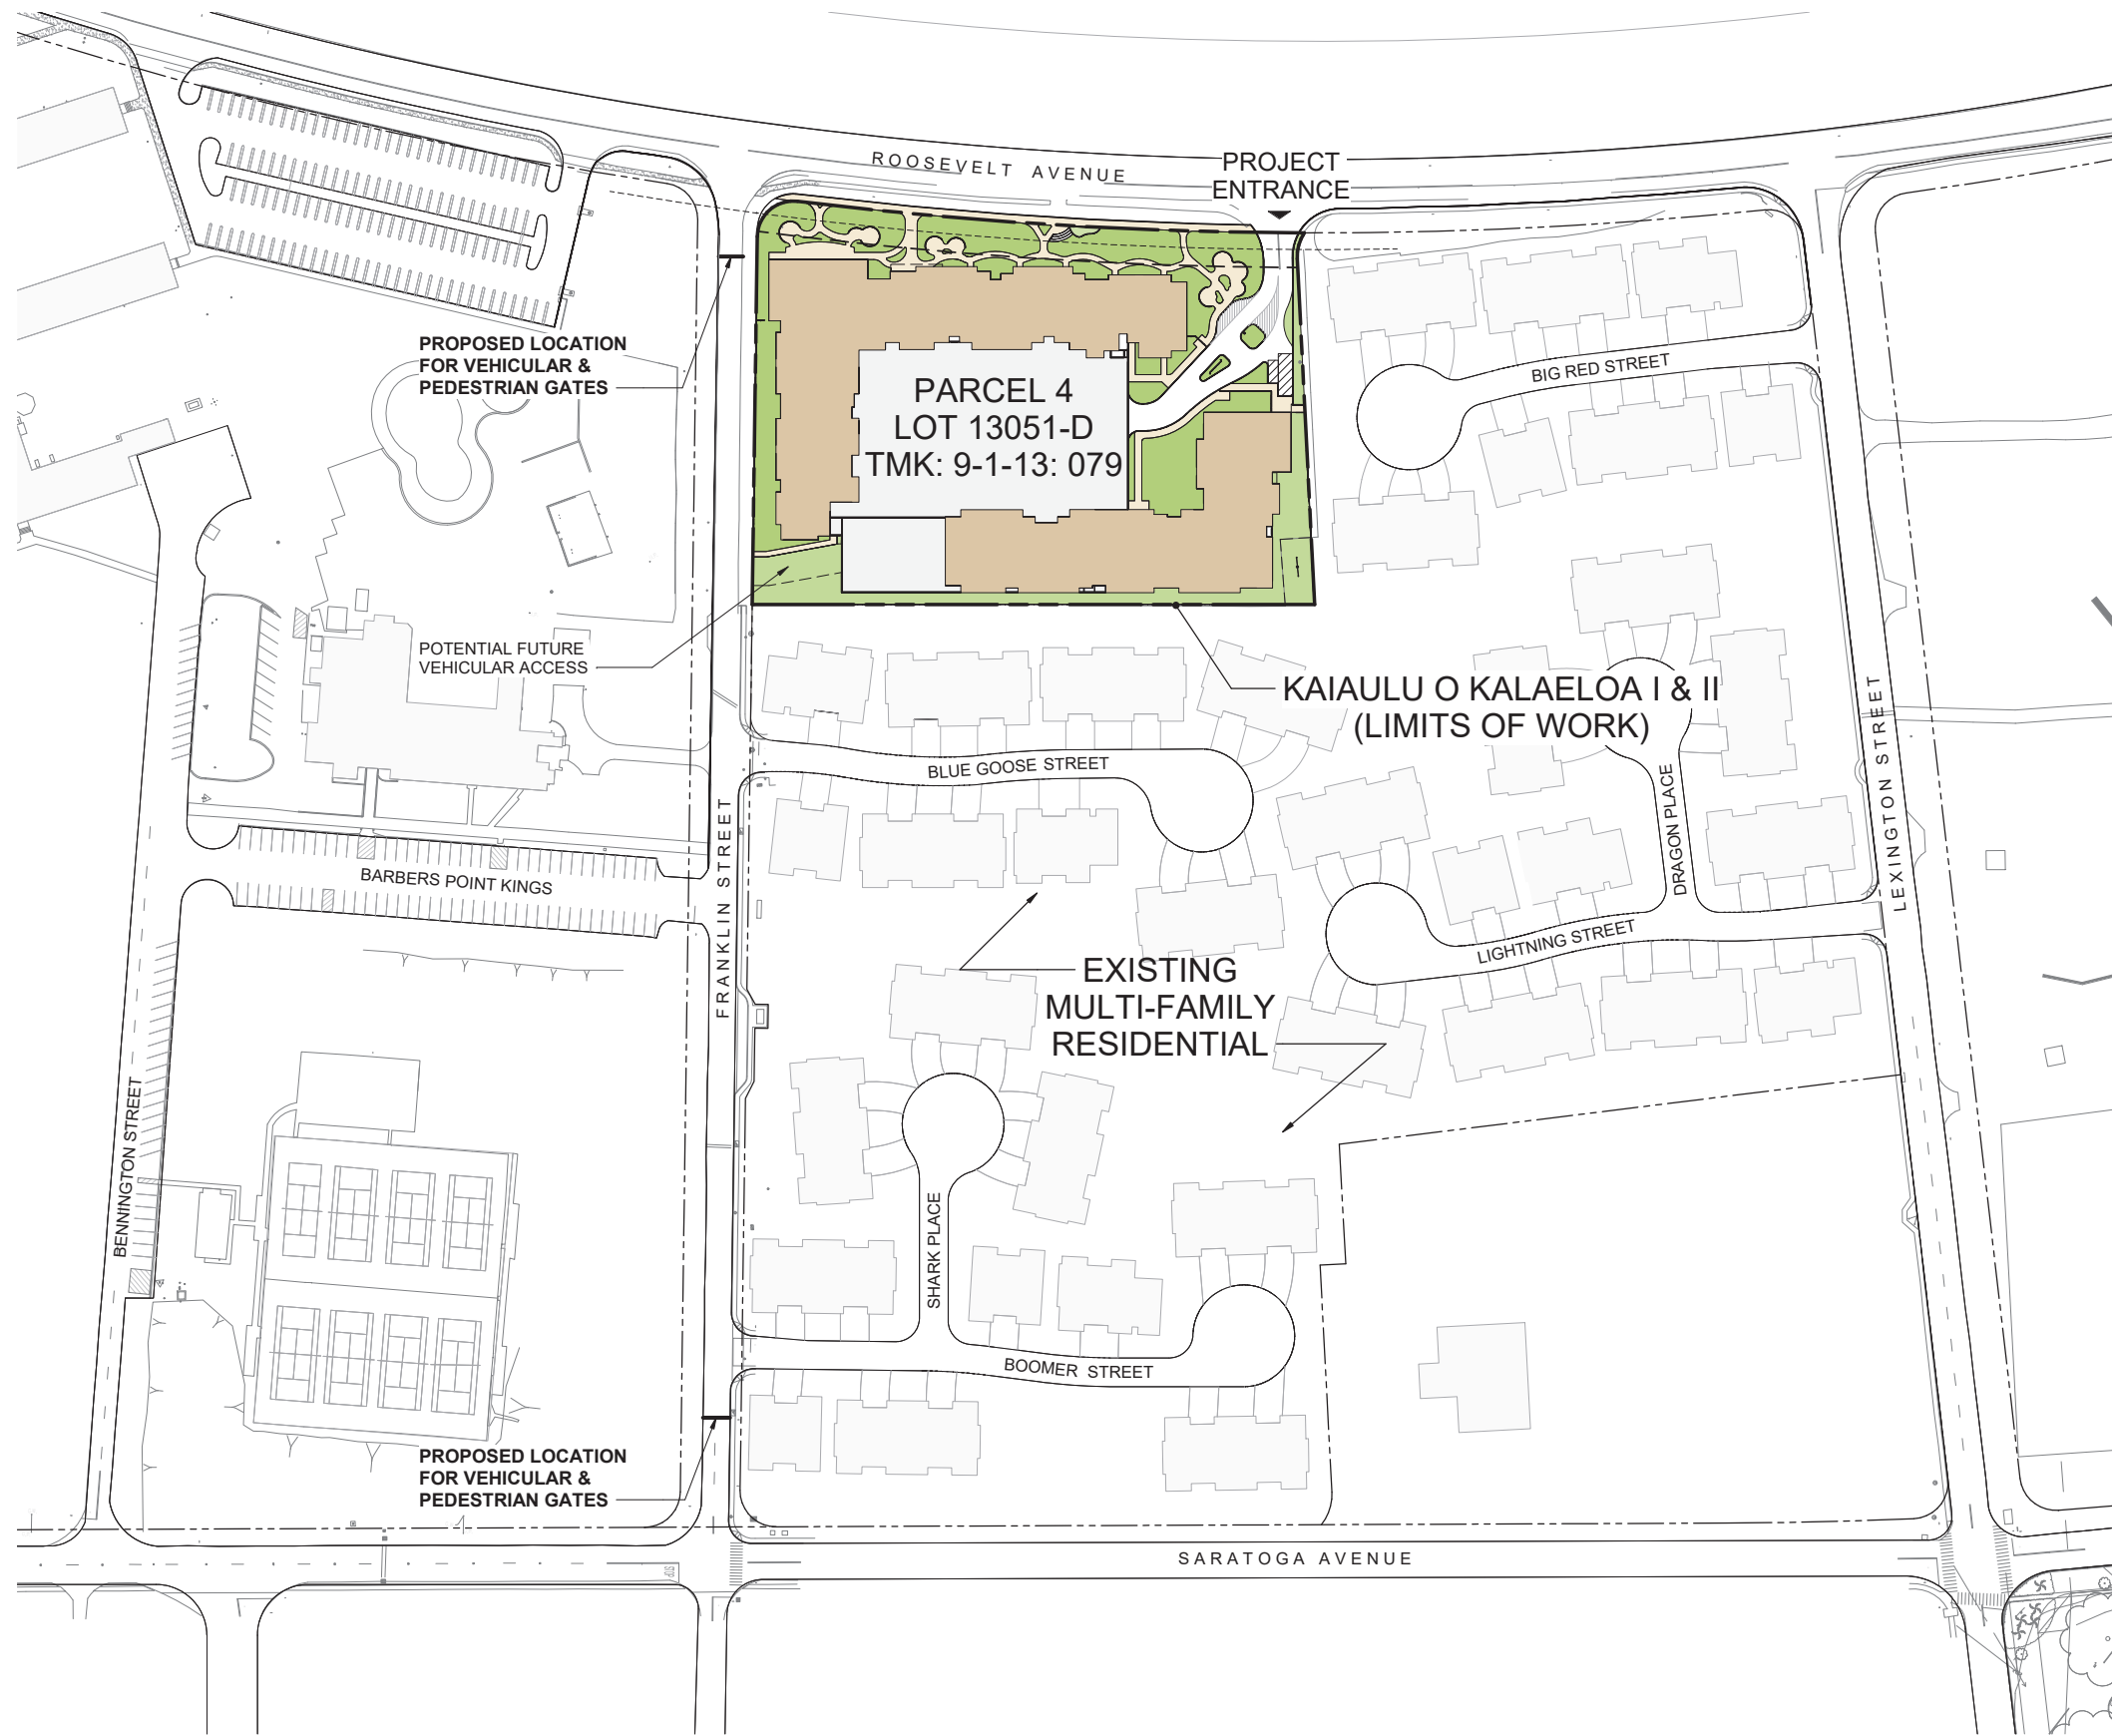 ROOSEVELT AVENUE
PROJECT
ENTRANCE
PROPOSED LOCATION
FOR VEHICULAR &
PEDESTRIAN GATES
PARCEL 4
LOT 13051-D
TMK: 9-1-13: 079
BIG RED STREET
POTENTIAL FUTURE
VEHICULAR ACCESS
KAIAULU O KALAELOA I & II
(LIMITS OF WORK)
BLUE GOOSE STREET
DRAGON PLACE
LEXINGTON STREET
BARBERS POINT KINGS
FRANKLIN STREET
LIGHTNING STREET
EXISTING
MULTI-FAMILY
RESIDENTIAL
BENNINGTON STREET
SHARK PLACE
BOOMER STREET
PROPOSED LOCATION
FOR VEHICULAR &
PEDESTRIAN GATES
SARATOGA AVENUE